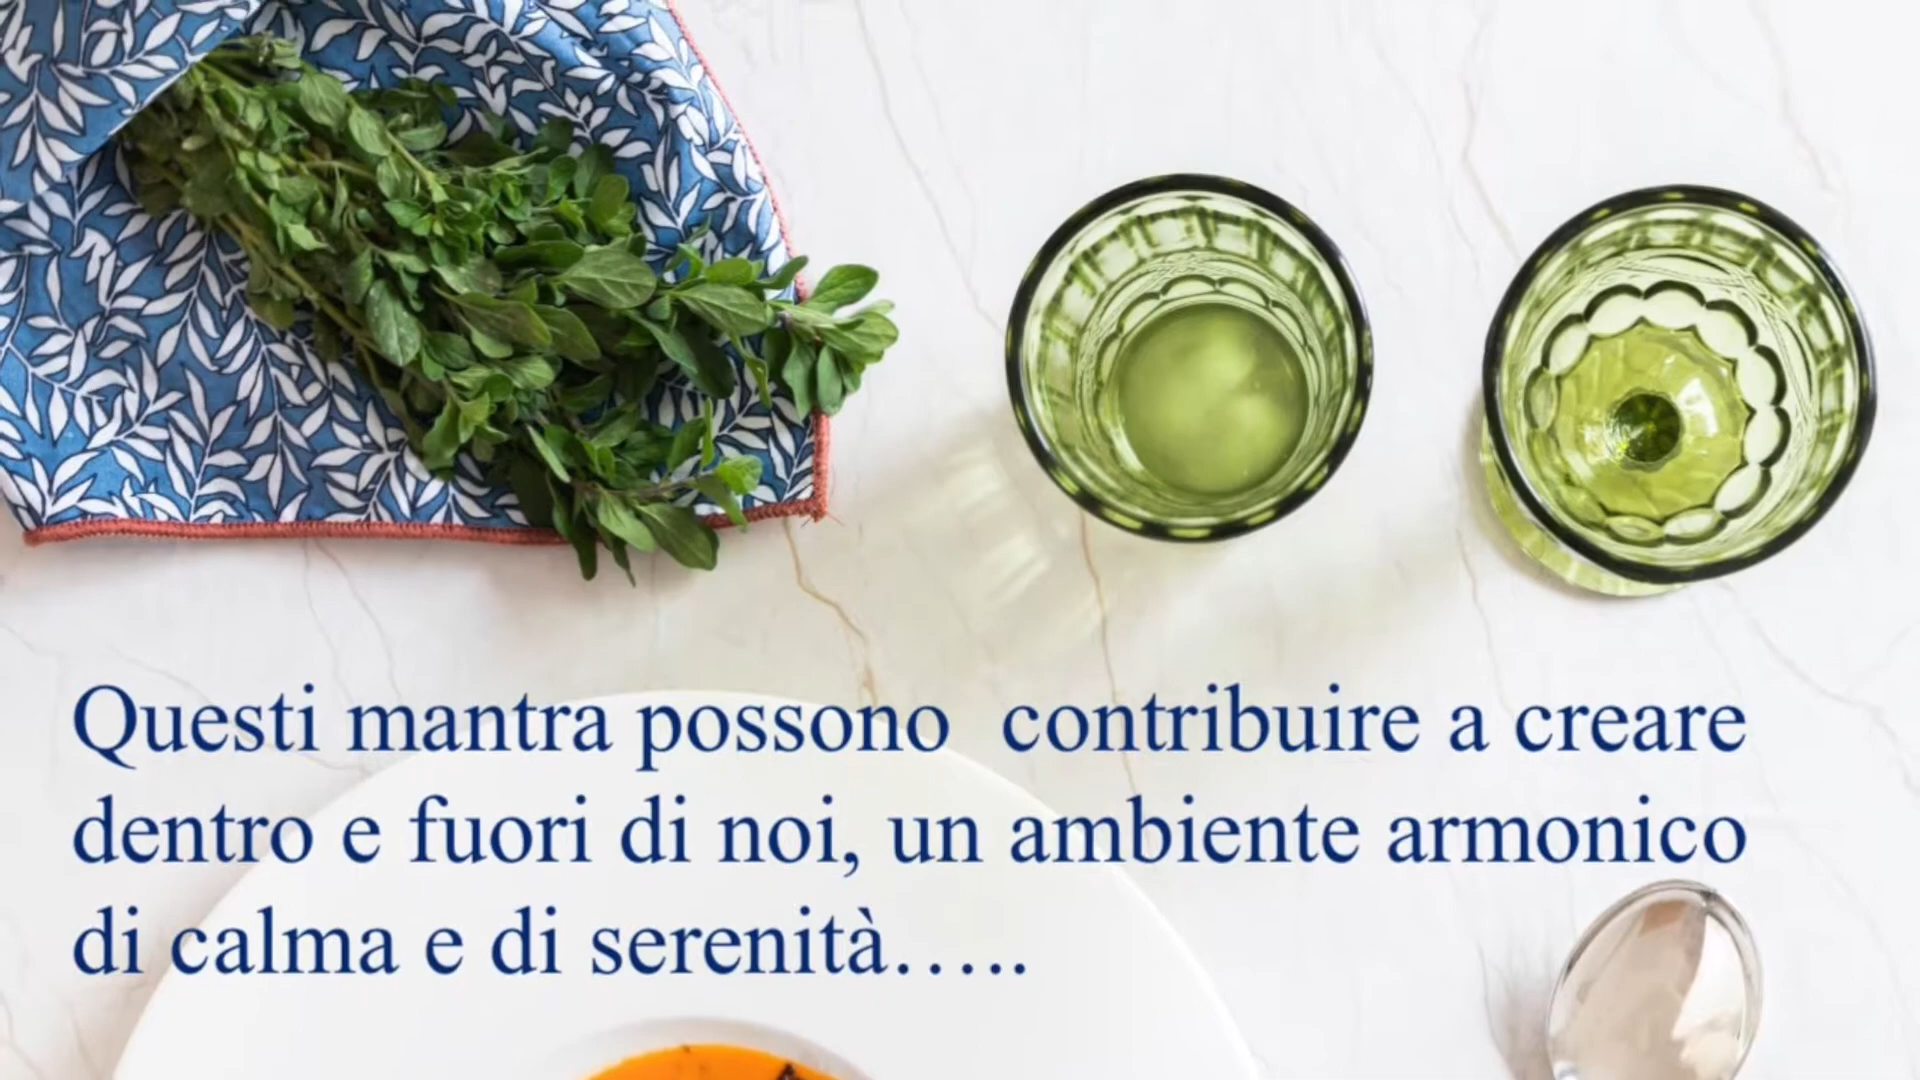 Questi mantra possono  contribuire a creare
dentro e fuori di noi, un ambiente armonico
di calma e di serenità…..